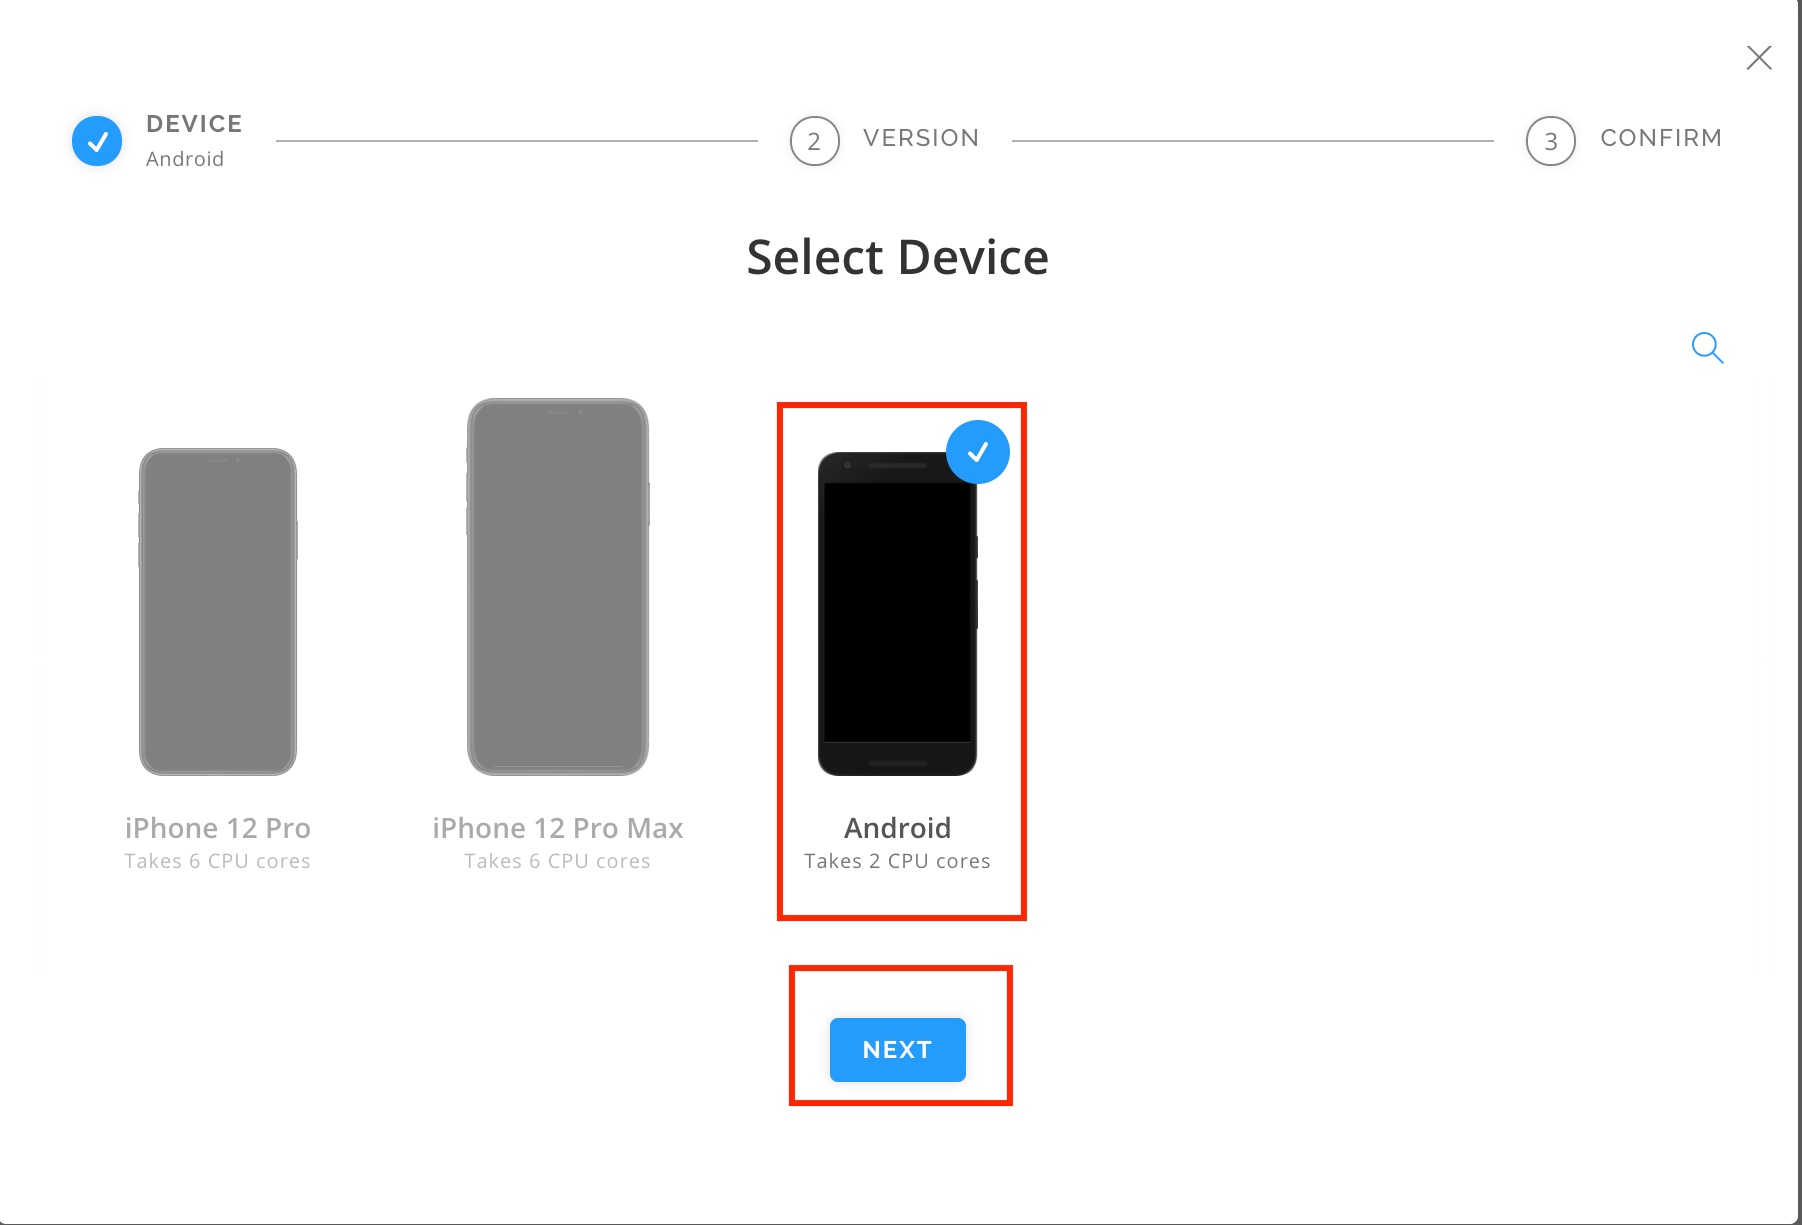 DEVICE
Android
2 VERSION
3 CONFIRM
Select Device
iPhone 12 Pro
Takes 6 CPU cores
iPhone 12 Pro Max
Takes 6 CPU cores
Android
Takes 2 CPU cores
NEXT